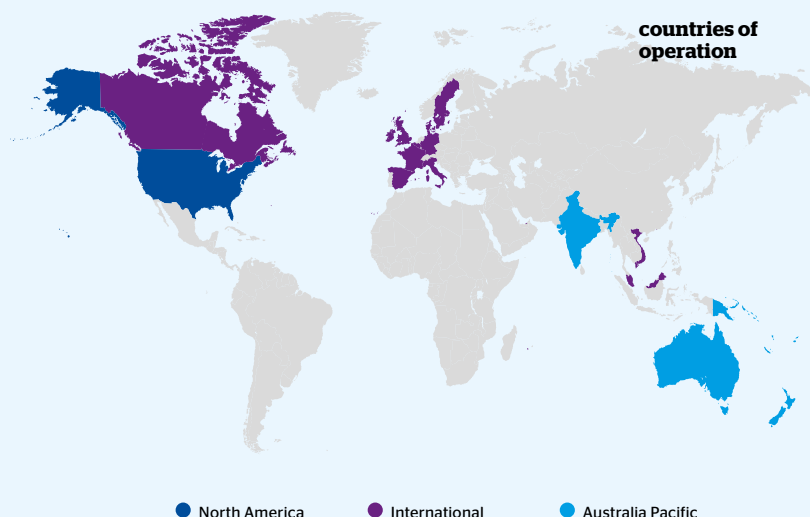 countries of
operation
North America
International
Australia Pacific